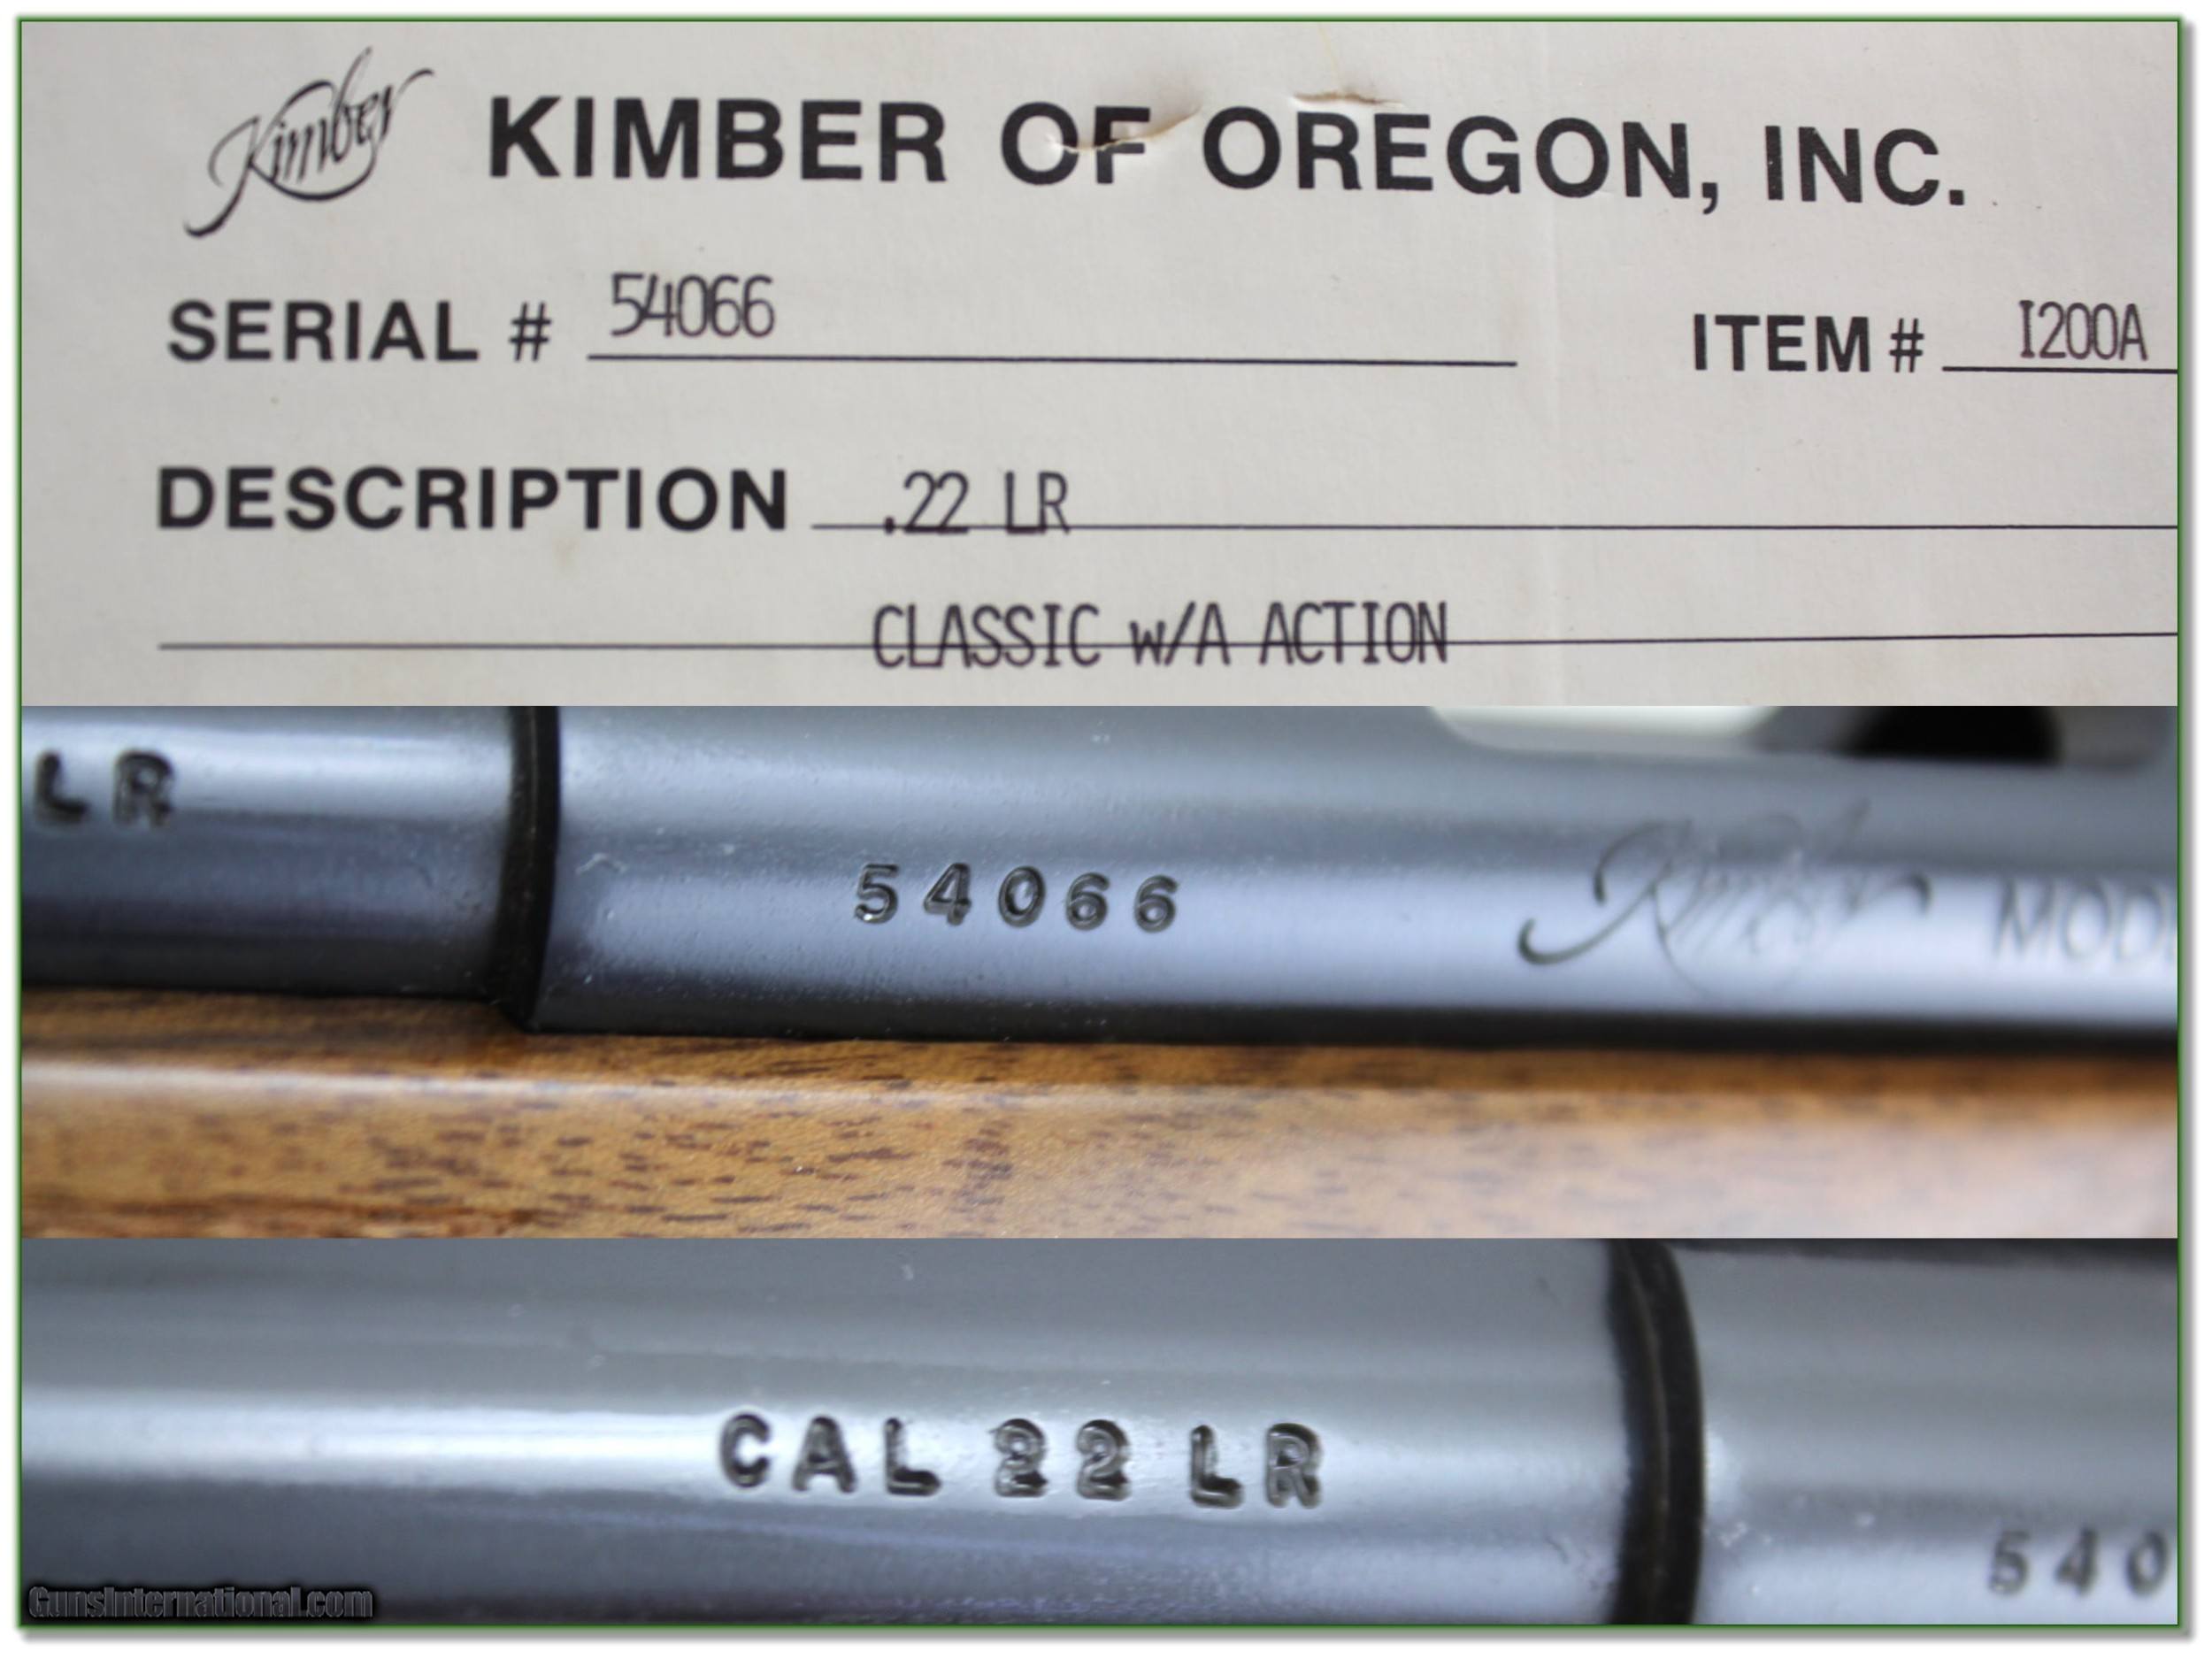 Kimber KIMBER OF OREGON, INC.
SERIAL # 54066 ITEM # I200A
DESCRIPTION .22 LR
CLASSIC w/A ACTION
LR
54066 Kimber MOD
CAL 22 LR
540
GunsInternational.com